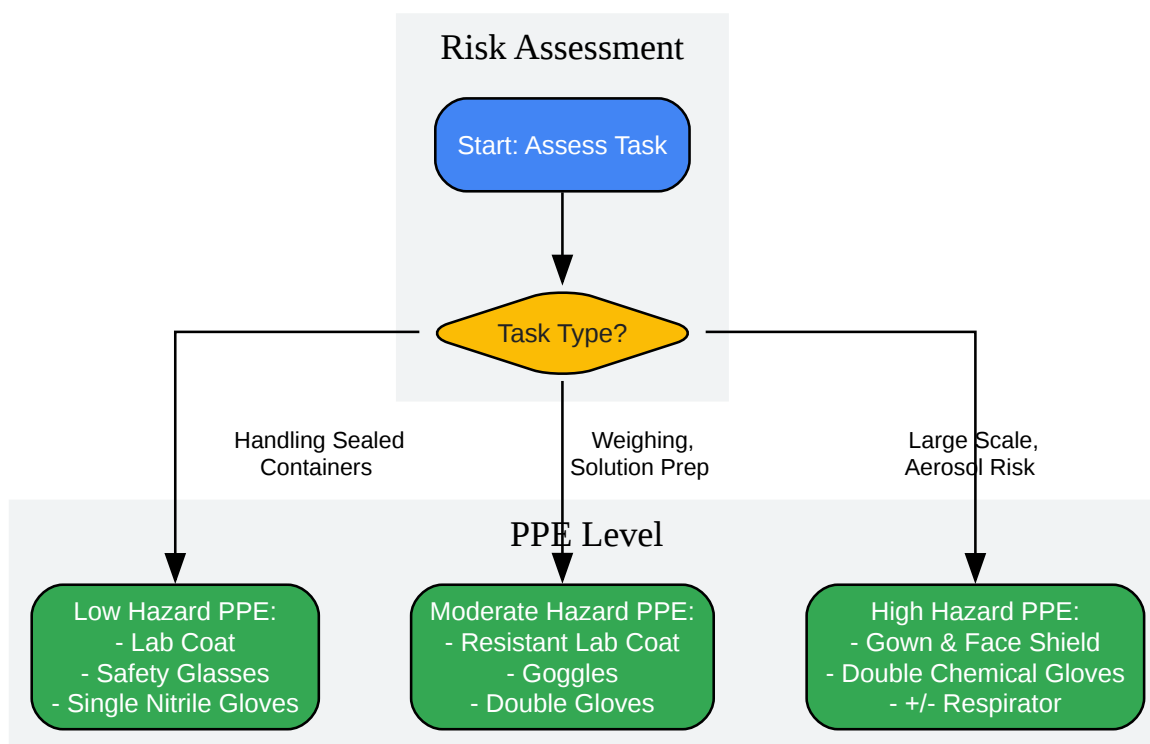 Risk Assessment
Start: Assess Task
Task Type?
Handling Sealed
Containers
Weighing,
Solution Prep
Large Scale,
Aerosol Risk
PPE Level
Low Hazard PPE:
- Lab Coat
- Safety Glasses
- Single Nitrile Gloves
Moderate Hazard PPE:
- Resistant Lab Coat
- Goggles
- Double Gloves
High Hazard PPE:
- Gown & Face Shield
- Double Chemical Gloves
- +/- Respirator